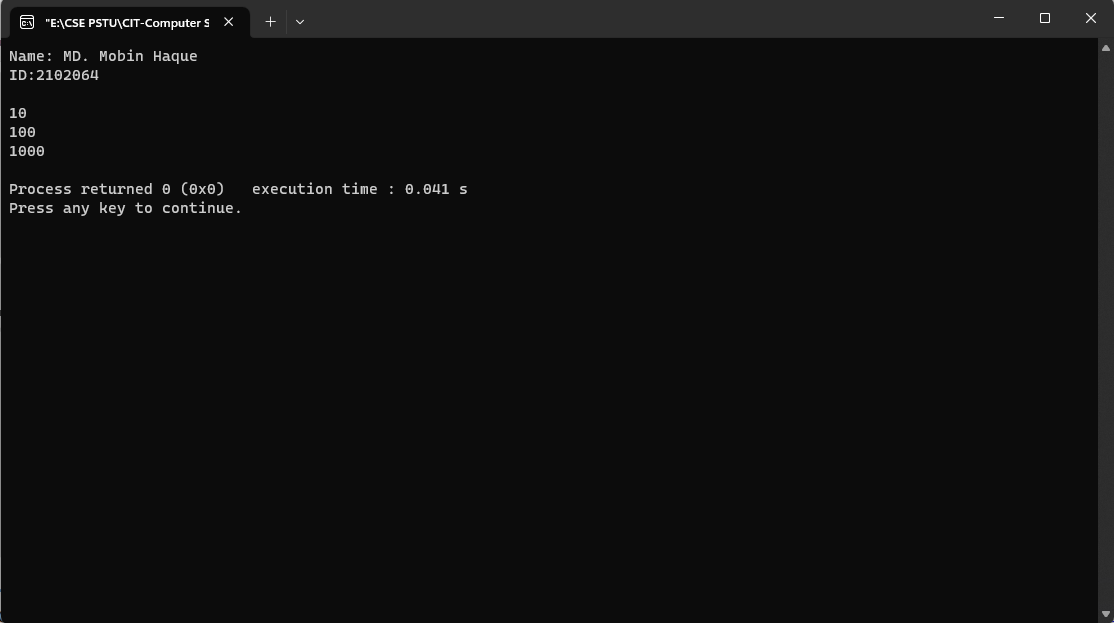 "E:\CSE PSTU\CIT-Computer S
Name: MD. Mobin Haque
ID:2102064
10
100
1000
Process returned 0 (0x0)   execution time : 0.041 s
Press any key to continue.